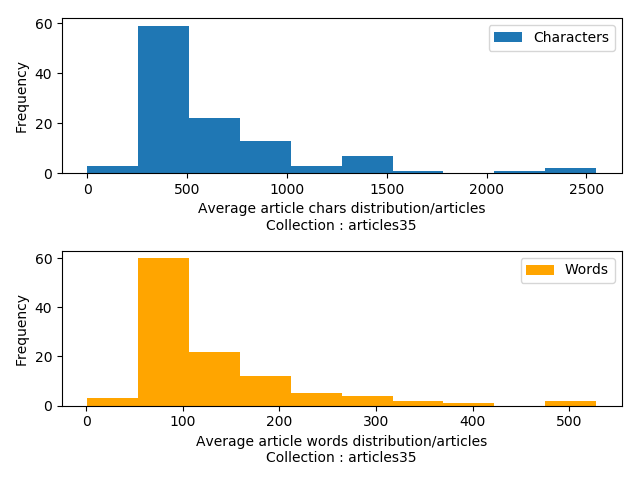 60
40
20
0
Frequency
Characters
0 500 1000 1500 2000 2500
Average article chars distribution/articles
Collection : articles35
60
40
20
0
Frequency
Words
0 100 200 300 400 500
Average article words distribution/articles
Collection : articles35